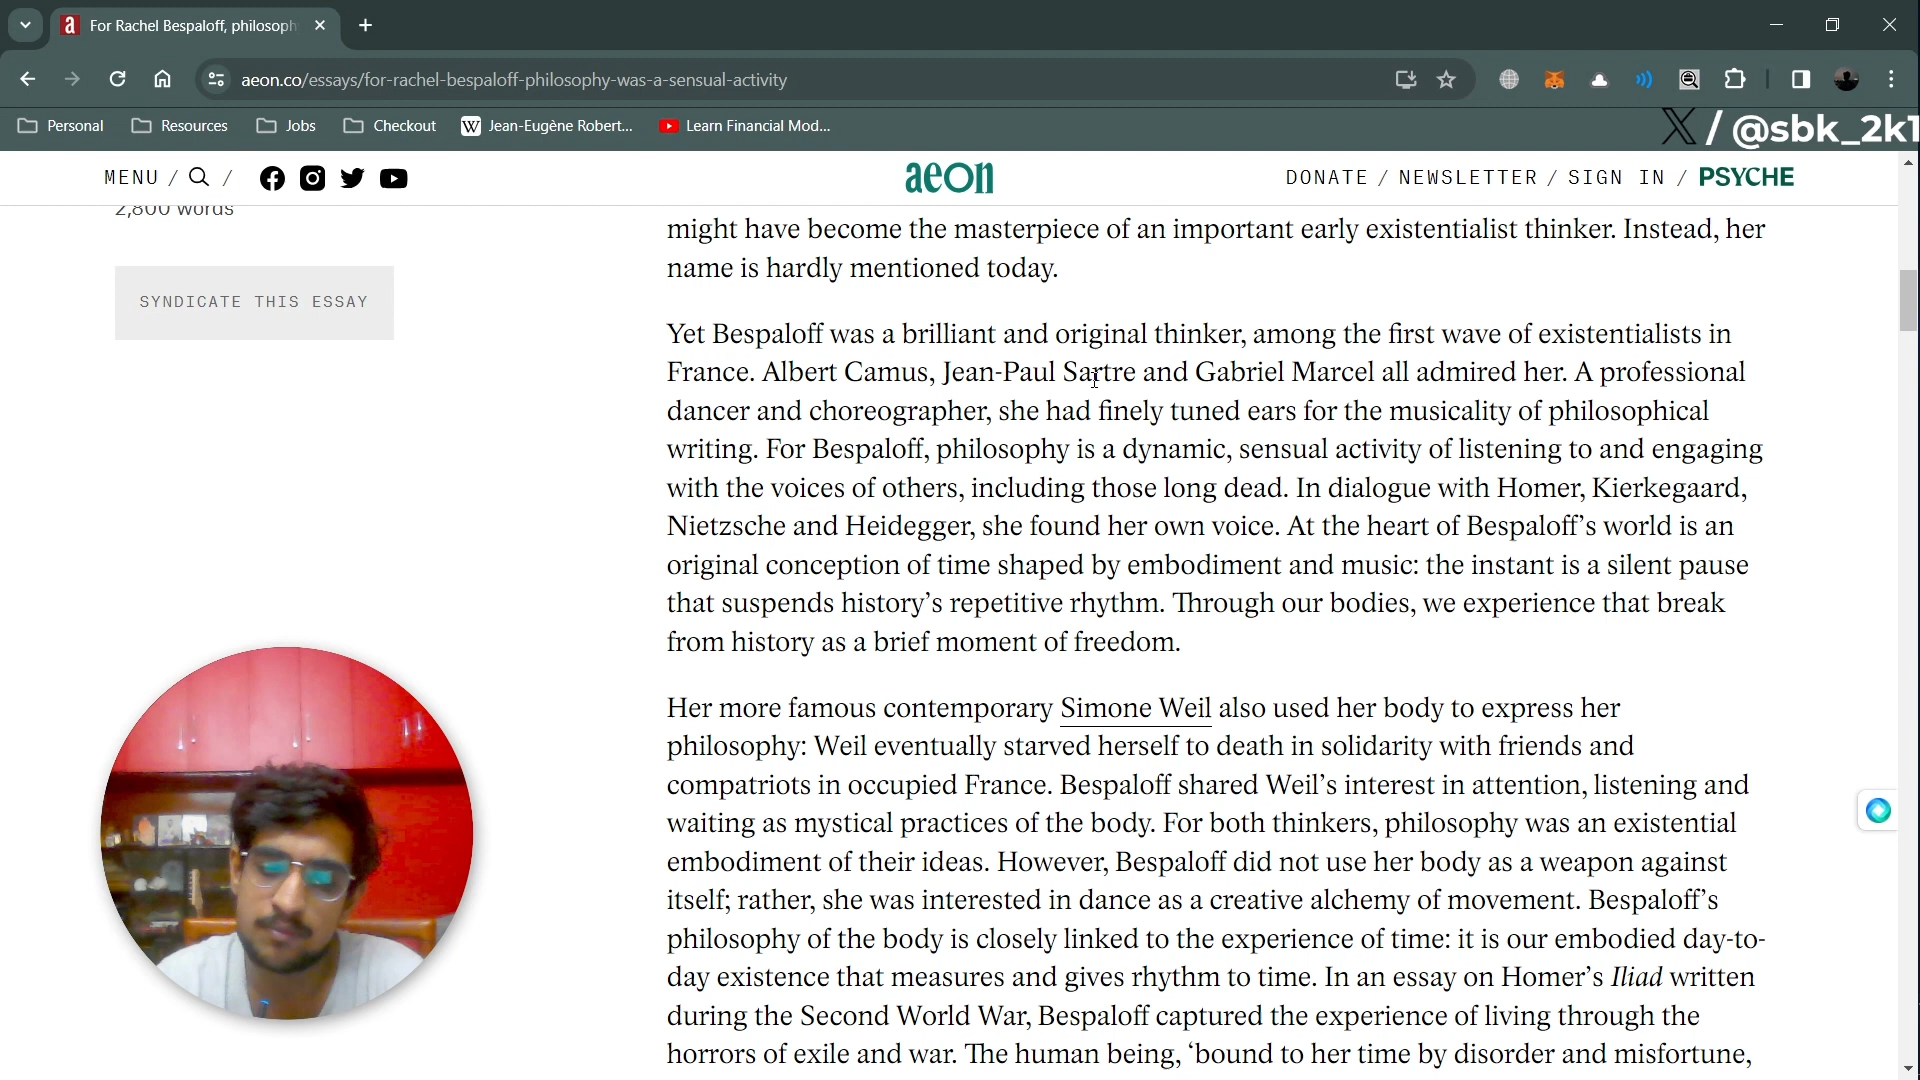 For Rachel Bespaloff, philosoph
aeon.co/essays/for-rachel-bespaloff-philosophy-was-a-sensual-activity
Personal Resources Jobs Checkout Jean-Eugène Robert... Learn Financial Mod...
X / @sbk_2k1
MENU / / aeon DONATE / NEWSLETTER / SIGN IN / PSYCHE
2,800 words
SYNDICATE THIS ESSAY
might have become the masterpiece of an important early existentialist thinker. Instead, her
name is hardly mentioned today.
Yet Bespaloff was a brilliant and original thinker, among the first wave of existentialists in
France. Albert Camus, Jean-Paul Sartre and Gabriel Marcel all admired her. A professional
dancer and choreographer, she had finely tuned ears for the musicality of philosophical
writing. For Bespaloff, philosophy is a dynamic, sensual activity of listening to and engaging
with the voices of others, including those long dead. In dialogue with Homer, Kierkegaard,
Nietzsche and Heidegger, she found her own voice. At the heart of Bespaloff’s world is an
original conception of time shaped by embodiment and music: the instant is a silent pause
that suspends history’s repetitive rhythm. Through our bodies, we experience that break
from history as a brief moment of freedom.
Her more famous contemporary Simone Weil also used her body to express her
philosophy: Weil eventually starved herself to death in solidarity with friends and
compatriots in occupied France. Bespaloff shared Weil’s interest in attention, listening and
waiting as mystical practices of the body. For both thinkers, philosophy was an existential
embodiment of their ideas. However, Bespaloff did not use her body as a weapon against
itself; rather, she was interested in dance as a creative alchemy of movement. Bespaloff’s
philosophy of the body is closely linked to the experience of time: it is our embodied day-to-
day existence that measures and gives rhythm to time. In an essay on Homer’s Iliad written
during the Second World War, Bespaloff captured the experience of living through the
horrors of exile and war. The human being, ‘bound to her time by disorder and misfortune,